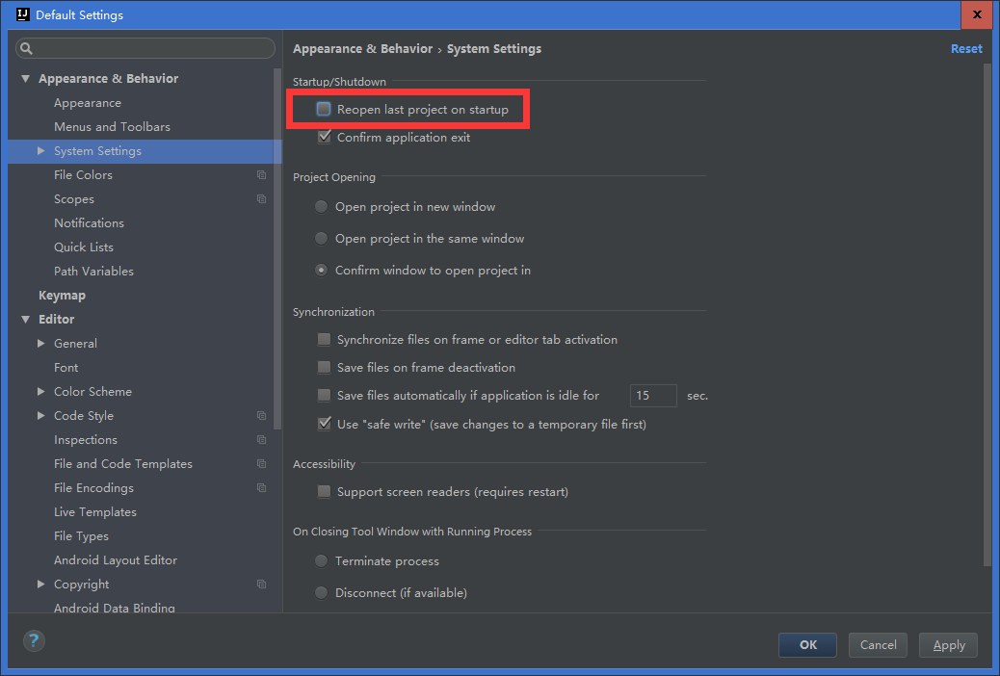 IJ Default Settings
Appearance & Behavior
Appearance
Menus and Toolbars
System Settings
File Colors
Scopes
Notifications
Quick Lists
Path Variables
Keymap
Editor
General
Font
Color Scheme
Code Style
Inspections
File and Code Templates
File Encodings
Live Templates
File Types
Android Layout Editor
Copyright
Android Data Binding
Appearance & Behavior › System Settings Reset
Startup/Shutdown
Reopen last project on startup
Confirm application exit
Project Opening
Open project in new window
Open project in the same window
Confirm window to open project in
Synchronization
Synchronize files on frame or editor tab activation
Save files on frame deactivation
Save files automatically if application is idle for 15 sec.
Use "safe write" (save changes to a temporary file first)
Accessibility
Support screen readers (requires restart)
On Closing Tool Window with Running Process
Terminate process
Disconnect (if available)
? OK Cancel Apply